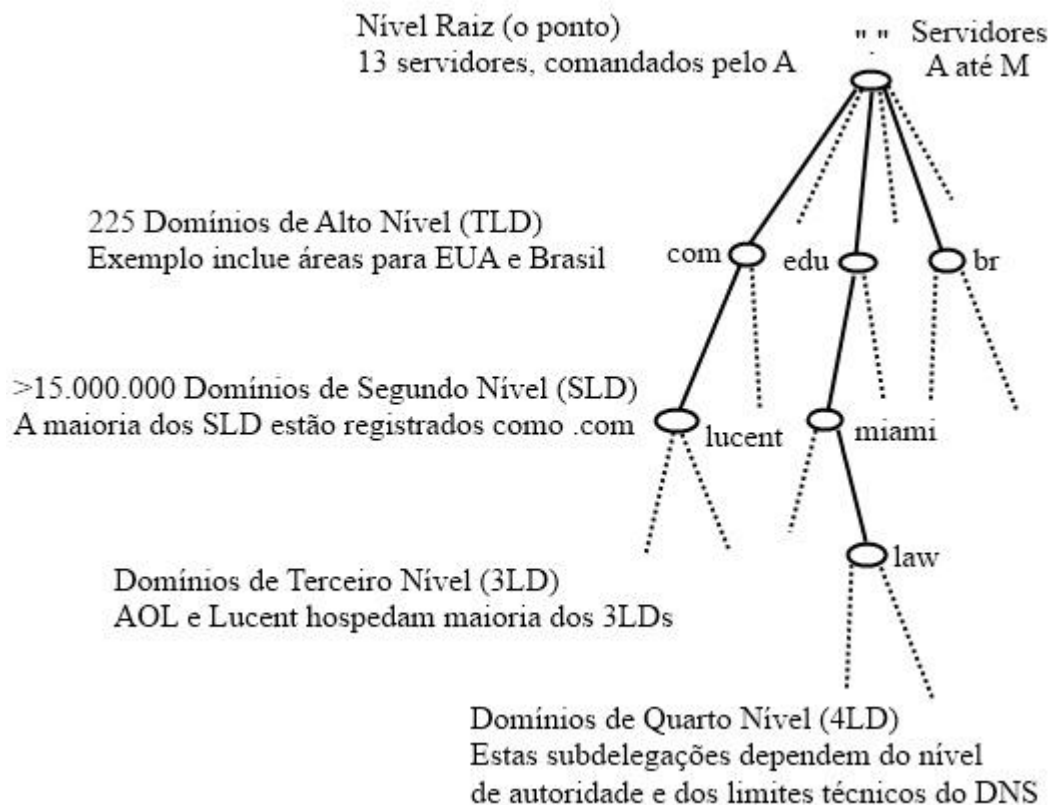 Nível Raiz (o ponto)
13 servidores, comandados pelo A
" "
Servidores
A até M
225 Domínios de Alto Nível (TLD)
Exemplo inclue áreas para EUA e Brasil
com
edu
br
>15.000.000 Domínios de Segundo Nível (SLD)
A maioria dos SLD estão registrados como .com
lucent
miami
law
Domínios de Terceiro Nível (3LD)
AOL e Lucent hospedam maioria dos 3LDs
Domínios de Quarto Nível (4LD)
Estas subdelegações dependem do nível
de autoridade e dos limites técnicos do DNS